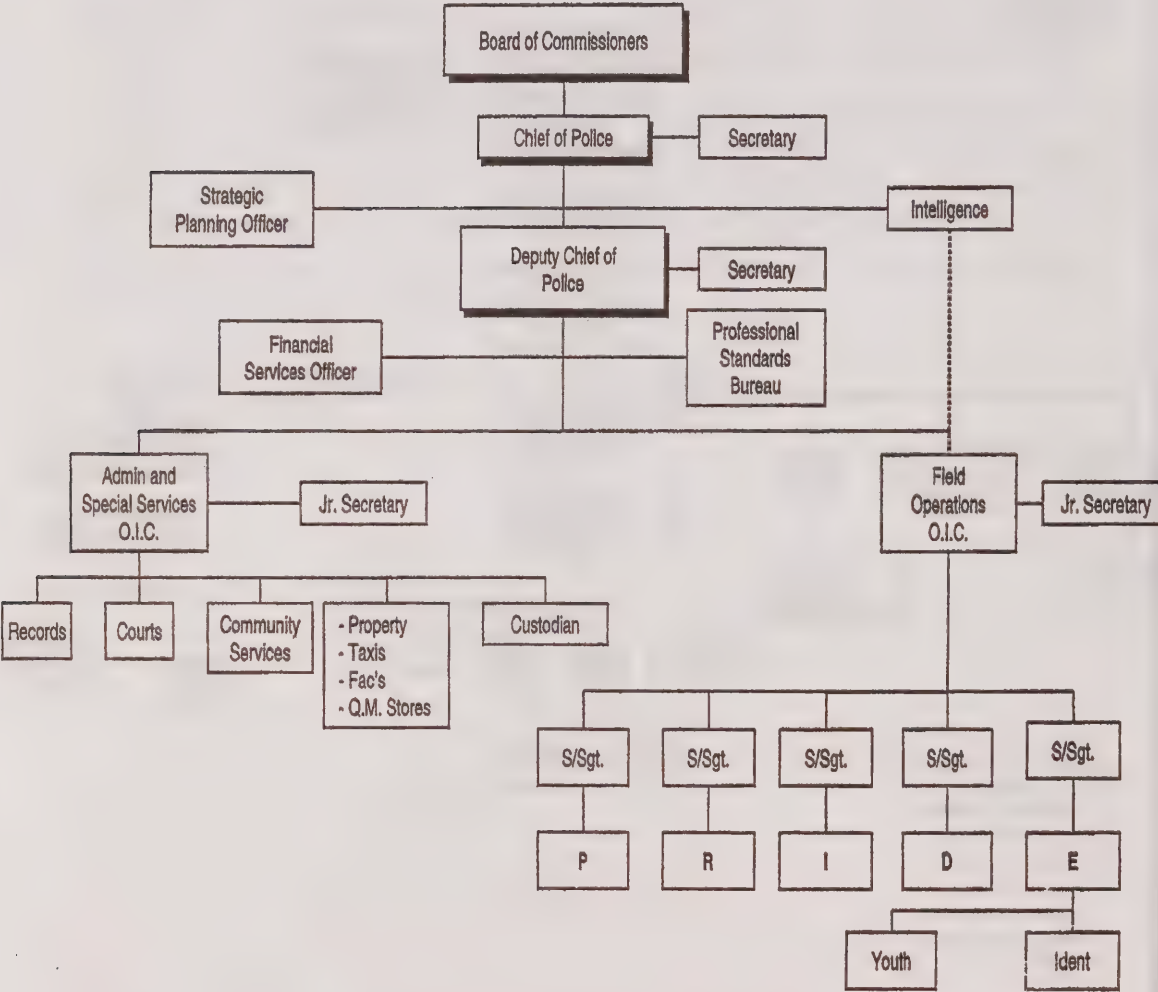 Board of Commissioners
Chief of Police
Secretary
Strategic
Planning Officer
Intelligence
Deputy Chief of
Police
Secretary
Financial
Services Officer
Professional
Standards
Bureau
Admin and
Special Services
O.I.C.
Jr. Secretary
Field
Operations
O.I.C.
Jr. Secretary
Records
Courts
Community
Services
- Property
- Taxis
- Fac's
- Q.M. Stores
Custodian
S/Sgt.
S/Sgt.
S/Sgt.
S/Sgt.
S/Sgt.
P
R
I
D
E
Youth
Ident